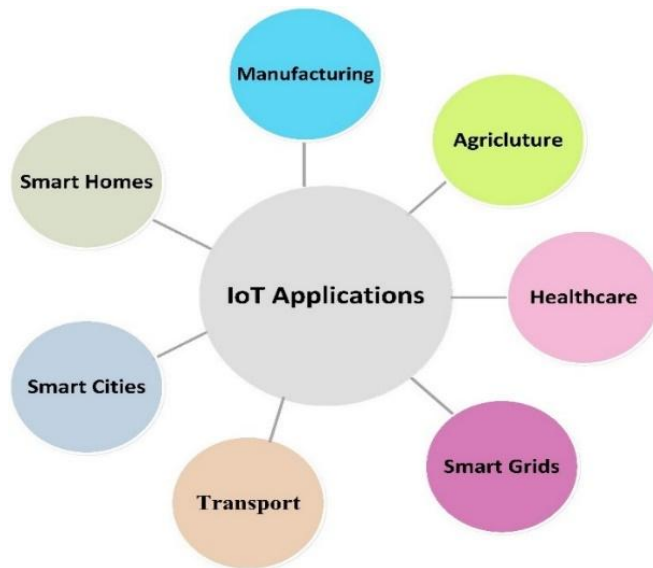 Manufacturing
Agricluture
Smart Homes
Healthcare
IoT Applications
Smart Cities
Smart Grids
Transport